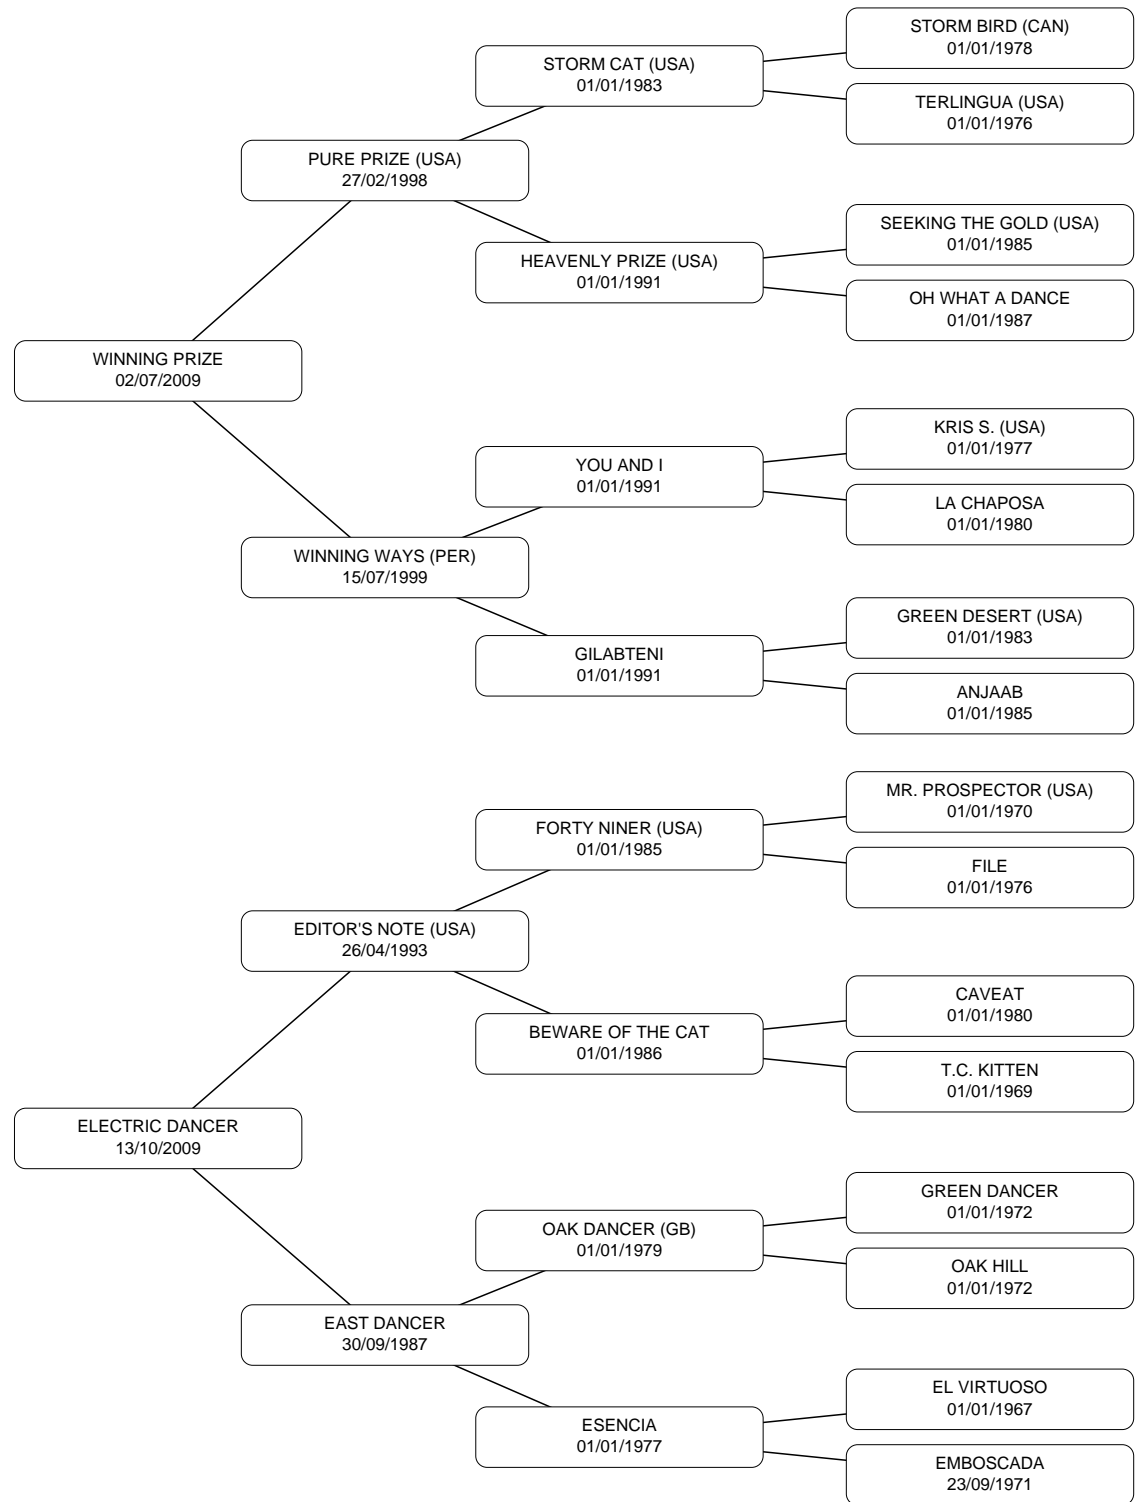 STORM BIRD (CAN)
01/01/1978
STORM CAT (USA)
01/01/1983
TERLINGUA (USA)
01/01/1976
PURE PRIZE (USA)
27/02/1998
SEEKING THE GOLD (USA)
01/01/1985
HEAVENLY PRIZE (USA)
01/01/1991
OH WHAT A DANCE
01/01/1987
WINNING PRIZE
02/07/2009
KRIS S. (USA)
01/01/1977
YOU AND I
01/01/1991
LA CHAPOSA
01/01/1980
WINNING WAYS (PER)
15/07/1999
GREEN DESERT (USA)
01/01/1983
GILABTENI
01/01/1991
ANJAAB
01/01/1985
MR. PROSPECTOR (USA)
01/01/1970
FORTY NINER (USA)
01/01/1985
FILE
01/01/1976
EDITOR'S NOTE (USA)
26/04/1993
CAVEAT
01/01/1980
BEWARE OF THE CAT
01/01/1986
T.C. KITTEN
01/01/1969
ELECTRIC DANCER
13/10/2009
GREEN DANCER
01/01/1972
OAK DANCER (GB)
01/01/1979
OAK HILL
01/01/1972
EAST DANCER
30/09/1987
EL VIRTUOSO
01/01/1967
ESENCIA
01/01/1977
EMBOSCADA
23/09/1971